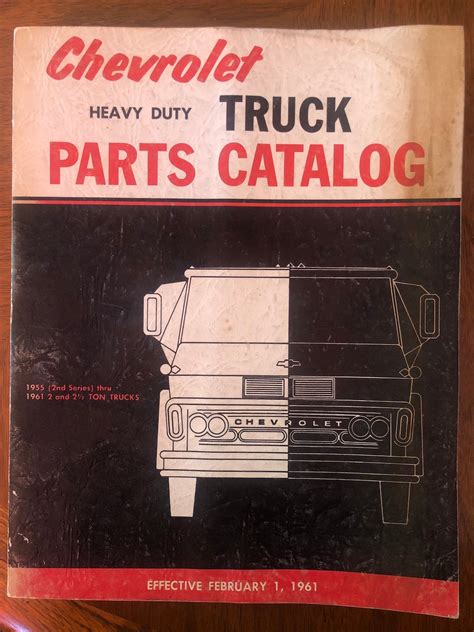 Chevrolet
HEAVY DUTY TRUCK
PARTS CATALOG
1955 (2nd Series) thru
1961 2 and 2½ TON TRUCKS
CHEVROLET
EFFECTIVE FEBRUARY 1, 1961